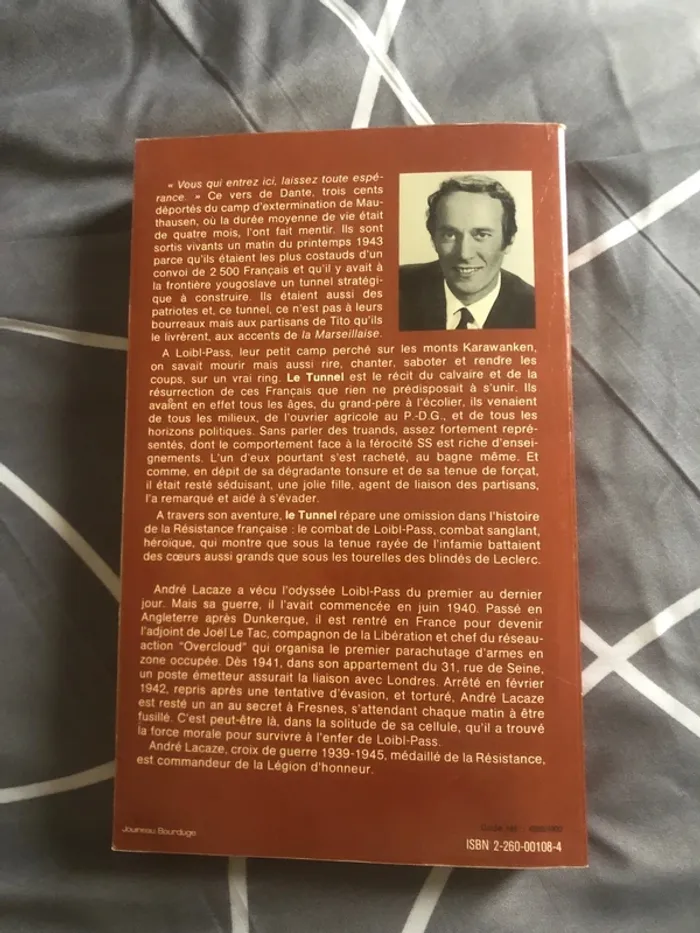 « Vous qui entrez ici, laissez toute espé-
rance. » Ce vers de Dante, trois cents
déportés du camp d'extermination de Mau-
thausen, où la durée moyenne de vie était
de quatre mois, l'ont fait mentir. Ils sont
sortis vivants un matin du printemps 1943
parce qu'ils étaient les plus costauds d'un
convoi de 2 500 Français et qu'il y avait à
la frontière yougoslave un tunnel stratégi-
que à construire. Ils étaient aussi des
patriotes et, ce tunnel, ce n'est pas à leurs
bourreaux mais aux partisans de Tito qu'ils
le livrèrent, aux accents de la Marseillaise.
A Loibl-Pass, leur petit camp perché sur les monts Karawanken,
on savait mourir mais aussi rire, chanter, saboter et rendre les
coups, sur un vrai ring. Le Tunnel est le récit du calvaire et de la
résurrection de ces Français que rien ne prédisposait à s'unir. Ils
avaient en effet tous les âges, du grand-père à l'écolier, ils venaient
de tous les milieux, de l'ouvrier agricole au P.-D.G., et de tous les
horizons politiques. Sans parler des truands, assez fortement repré-
sentés, dont le comportement face à la férocité SS est riche d'ensei-
gnements. L'un d'eux pourtant s'est racheté, au bagne même. Et
comme, en dépit de sa dégradante tonsure et de sa tenue de forçat,
il était resté séduisant, une jolie fille, agent de liaison des partisans,
l'a remarqué et aidé à s'évader.
A travers son aventure, le Tunnel répare une omission dans l'histoire
de la Résistance française : le combat de Loibl-Pass, combat sanglant,
héroïque, qui montre que sous la tenue rayée de l'infamie battaient
des cœurs aussi grands que sous les tourelles des blindés de Leclerc.
André Lacaze a vécu l'odyssée Loibl-Pass du premier au dernier
jour. Mais sa guerre, il l'avait commencée en juin 1940. Passé en
Angleterre après Dunkerque, il est rentré en France pour devenir
l'adjoint de Joël Le Tac, compagnon de la Libération et chef du réseau-
action "Overcloud" qui organisa le premier parachutage d'armes en
zone occupée. Dès 1941, dans son appartement du 31, rue de Seine,
un poste émetteur assurait la liaison avec Londres. Arrêté en février
1942, repris après une tentative d'évasion, et torturé, André Lacaze
est resté un an au secret à Fresnes, s'attendant chaque matin à être
fusillé. C'est peut-être là, dans la solitude de sa cellule, qu'il a trouvé
la force morale pour survivre à l'enfer de Loibl-Pass.
André Lacaze, croix de guerre 1939-1945, médaillé de la Résistance,
est commandeur de la Légion d'honneur.
Joineau Bourduge
ISBN 2-260-00108-4